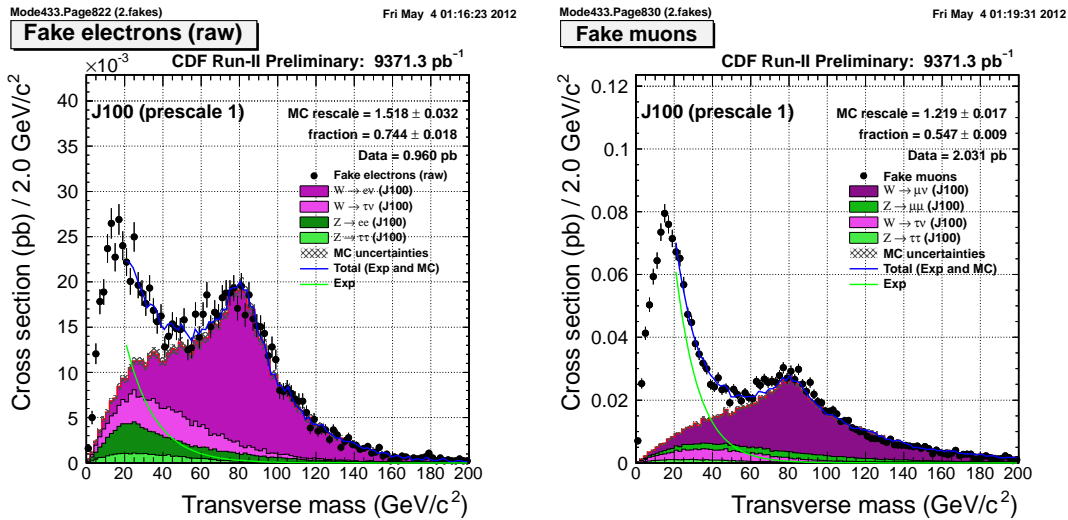 Mode433.Page822 (2.fakes)
Fri May 4 01:16:23 2012
Fake electrons (raw)
×10⁻³
CDF Run-II Preliminary: 9371.3 pb⁻¹
J100 (prescale 1)
MC rescale = 1.518 ± 0.032
fraction = 0.744 ± 0.018
Data = 0.960 pb
Fake electrons (raw)
W → eν (J100)
W → τν (J100)
Z → ee (J100)
Z → ττ (J100)
MC uncertainties
Total (Exp and MC)
Exp
Cross section (pb) / 2.0 GeV/c²
40
35
30
25
20
15
10
5
0
0 20 40 60 80 100 120 140 160 180 200
Transverse mass (GeV/c²)
Mode433.Page830 (2.fakes)
Fri May 4 01:19:31 2012
Fake muons
CDF Run-II Preliminary: 9371.3 pb⁻¹
J100 (prescale 1)
MC rescale = 1.219 ± 0.017
fraction = 0.547 ± 0.009
Data = 2.031 pb
Fake muons
W → μν (J100)
Z → μμ (J100)
W → τν (J100)
Z → ττ (J100)
MC uncertainties
Total (Exp and MC)
Exp
Cross section (pb) / 2.0 GeV/c²
0.12
0.1
0.08
0.06
0.04
0.02
0
0 20 40 60 80 100 120 140 160 180 200
Transverse mass (GeV/c²)